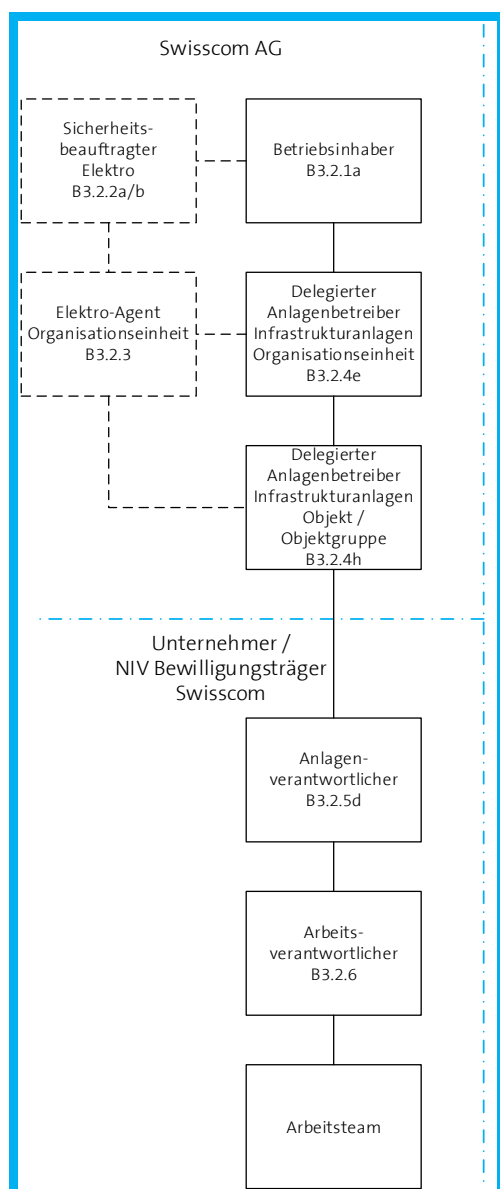 Swisscom AG
Sicherheits-
beauftragter
Elektro
B3.2.2a/b
Betriebsinhaber
B3.2.1a
Elektro-Agent
Organisationseinheit
B3.2.3
Delegierter
Anlagenbetreiber
Infrastrukturanlagen
Organisationseinheit
B3.2.4e
Delegierter
Anlagenbetreiber
Infrastrukturanlagen
Objekt /
Objektgruppe
B3.2.4h
Unternehmer /
NIV Bewilligungsträger
Swisscom
Anlagen-
verantwortlicher
B3.2.5d
Arbeits-
verantwortlicher
B3.2.6
Arbeitsteam